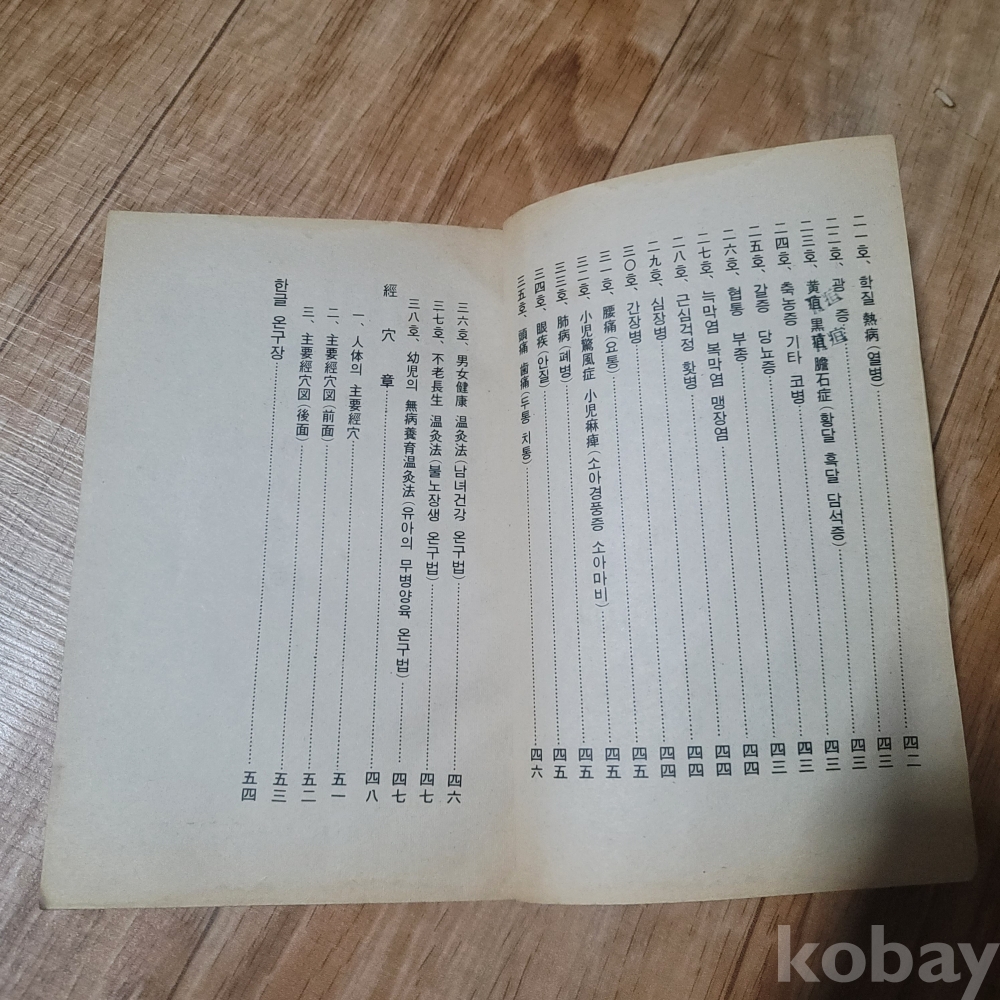 二一호、학질 熱病(열병)……四二
二二호、광 증……四三
二三호、黄疸 黒疸 膽石症(황달 흑달 담석증)……四三
二四호、축농증 기타 코병……四三
二五호、갈증 당뇨증……四三
二六호、협통 부종……四四
二七호、늑막염 복막염 맹장염……四四
二八호、근심걱정 홧병……四四
二九호、심장병……四四
三〇호、간장병……四五
三一호、腰痛(요통)……四五
三二호、小児驚風症 小児麻痺(소아경풍증 소아마비)……四五
三三호、肺病(폐병)……四五
三四호、眼疾(안질)
三五호、頭痛 歯痛(두통 치통)……四六
三六호、男女健康 温灸法(남녀건강 온구법)……四六
三七호、不老長生 温灸法(불노장생 온구법)……四七
三八호、幼児의 無病養育温灸法(유아의 무병양육 온구법)……四七
經穴章……四八
一、人体의 主要經穴
二、主要經穴図(前面)……五一
三、主要經穴図(後面)……五二
한글 온구장……五四
kobay